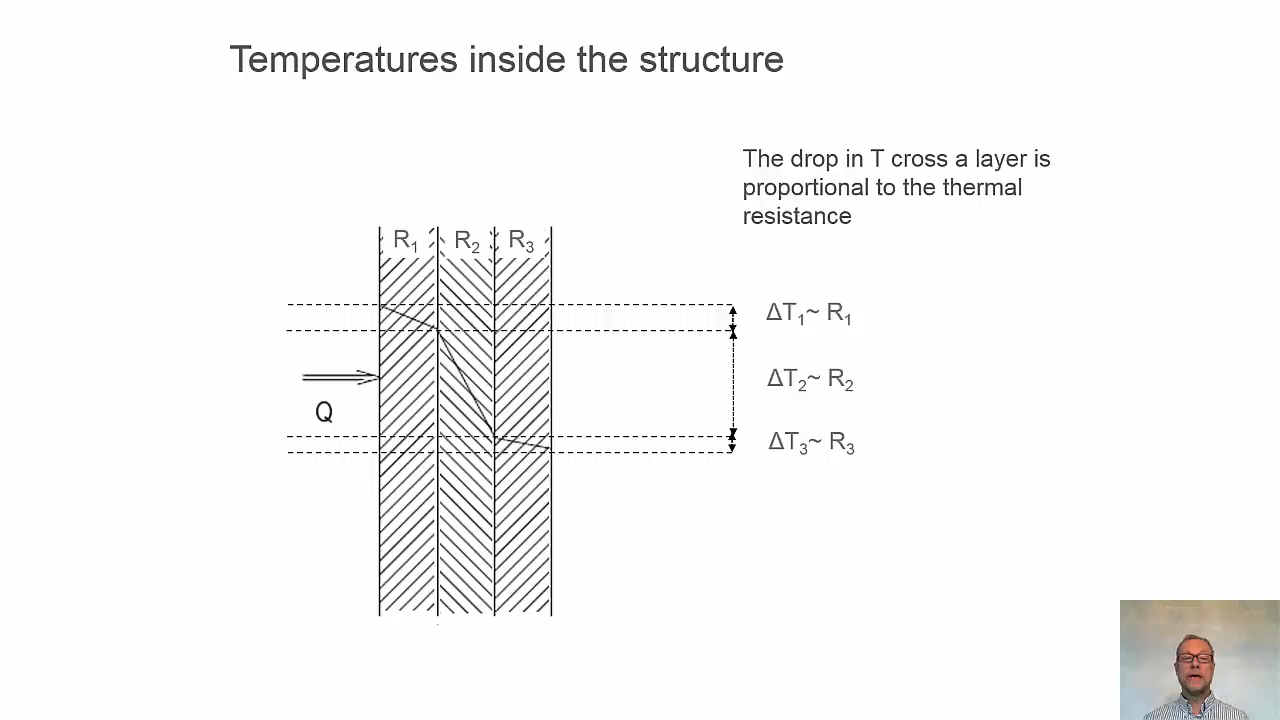 Temperatures inside the structure
The drop in T cross a layer is
proportional to the thermal
resistance
R₁ R₂ R₃
ΔT₁~ R₁
ΔT₂~ R₂
Q
ΔT₃~ R₃